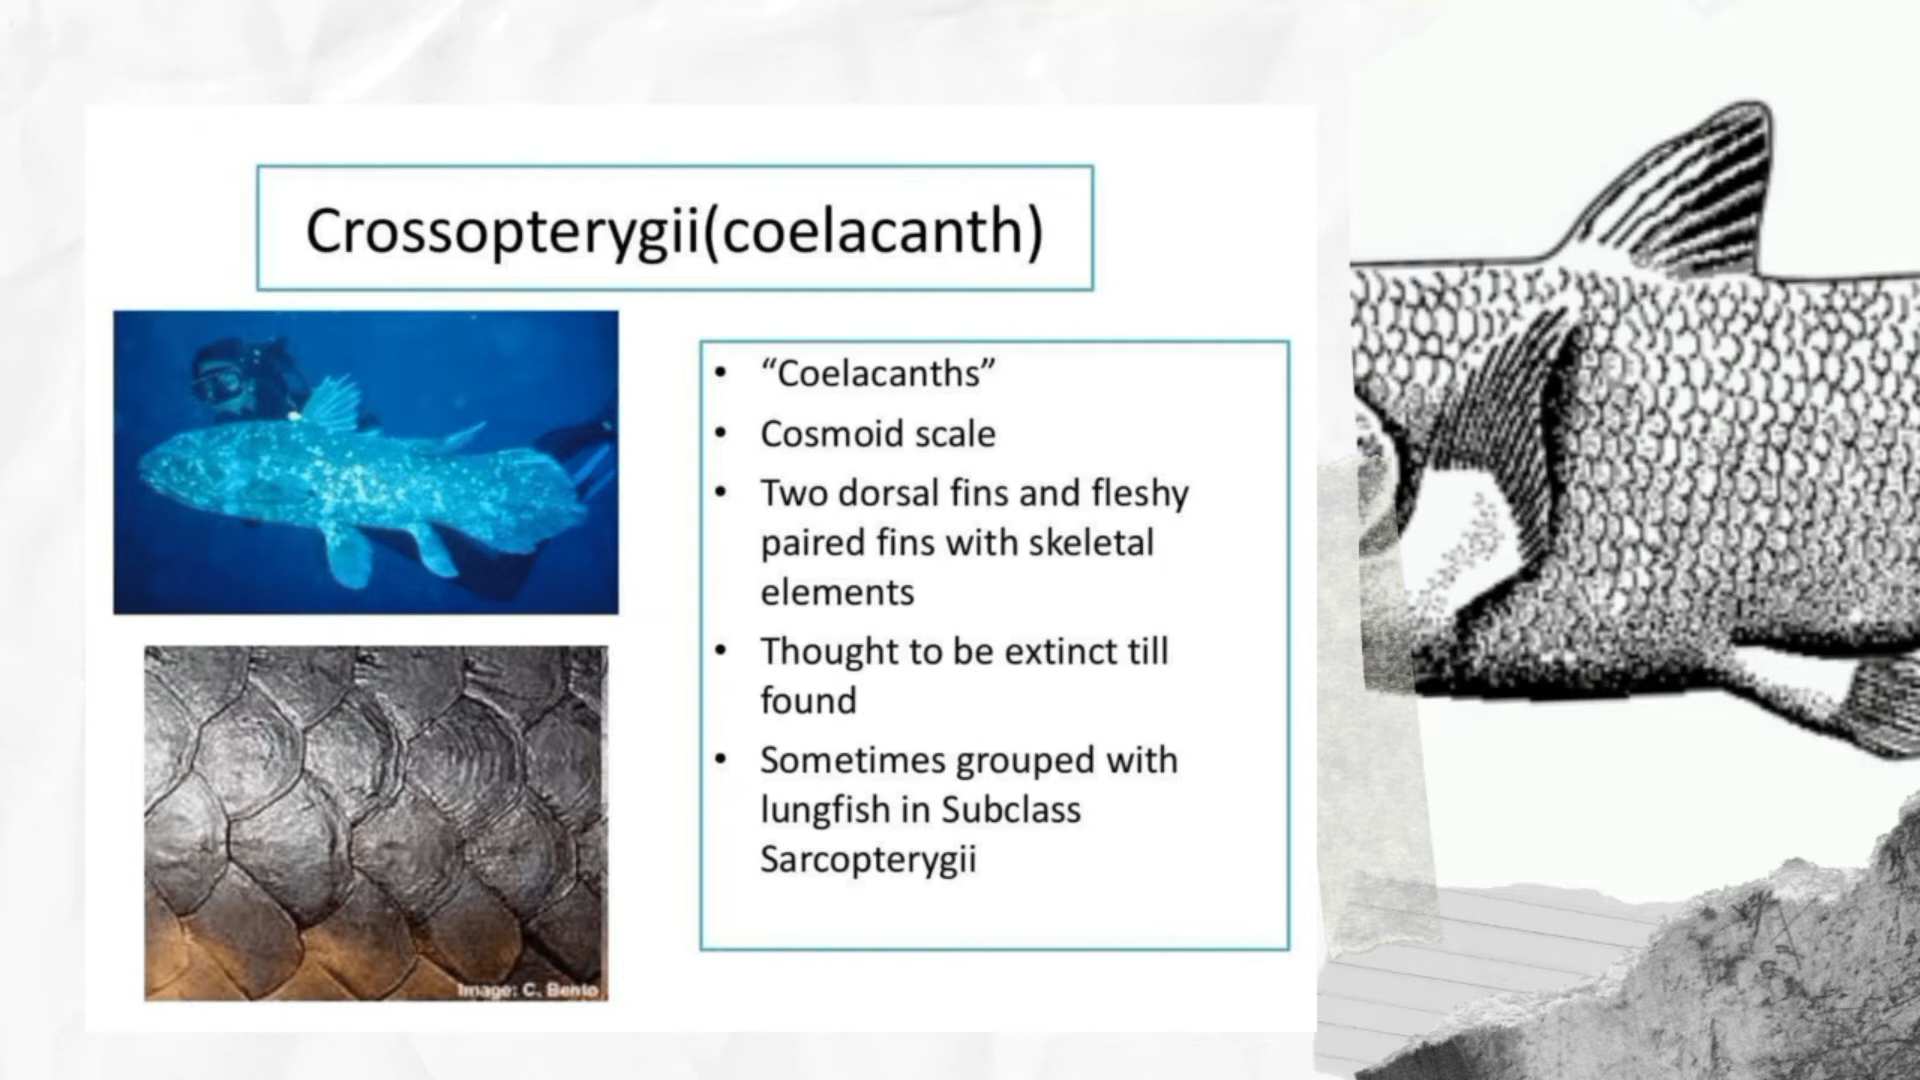 Crossopterygii(coelacanth)
• “Coelacanths”
• Cosmoid scale
• Two dorsal fins and fleshy
paired fins with skeletal
elements
• Thought to be extinct till
found
• Sometimes grouped with
lungfish in Subclass
Sarcopterygii
Image: C. Bento